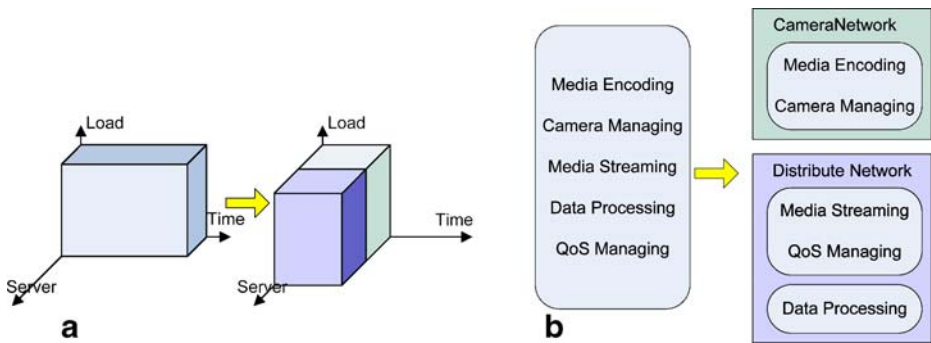 Load
Time
Server
a
Load
Time
Server
b
Media Encoding
Camera Managing
Media Streaming
Data Processing
QoS Managing
CameraNetwork
Media Encoding
Camera Managing
Distribute Network
Media Streaming
QoS Managing
Data Processing